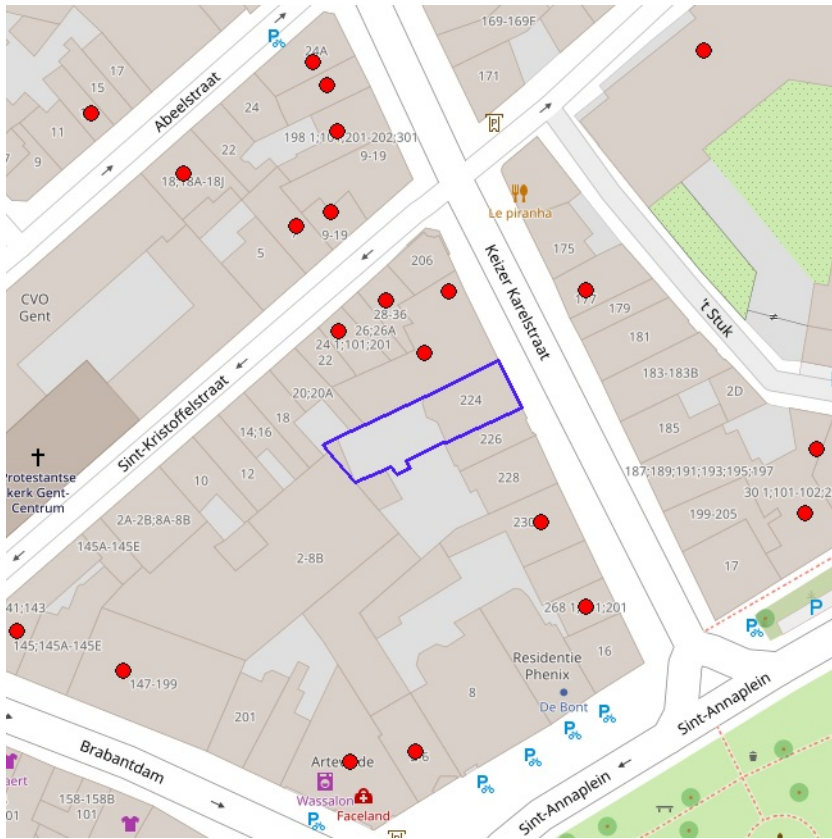 169-169F
171
24A
17
15
11
9
Abeelstraat
24
22
198 1;101;201-202;301
9-19
18;18A-18J
5
9-19
Le piranha
175
177
179
181
183-183B
2D
185
187;189;191;193;195;197
199-205
17
't Stuk
Keizer Karelstraat
206
28-36
26;26A
24 1;101;201
22
20;20A
18
14;16
12
10
224
226
228
230
CVO
Gent
Sint-Kristoffelstraat
Protestantse
kerk Gent-
Centrum
2A-2B;8A-8B
145A-145E
2-8B
41;143
145;145A-145E
147-199
201
16
Residentie
Phenix
De Bont
8
Wassalon
Faceland
Brabantdam
158-158B
101
Sint-Annaplein
Sint-Annaplein
P